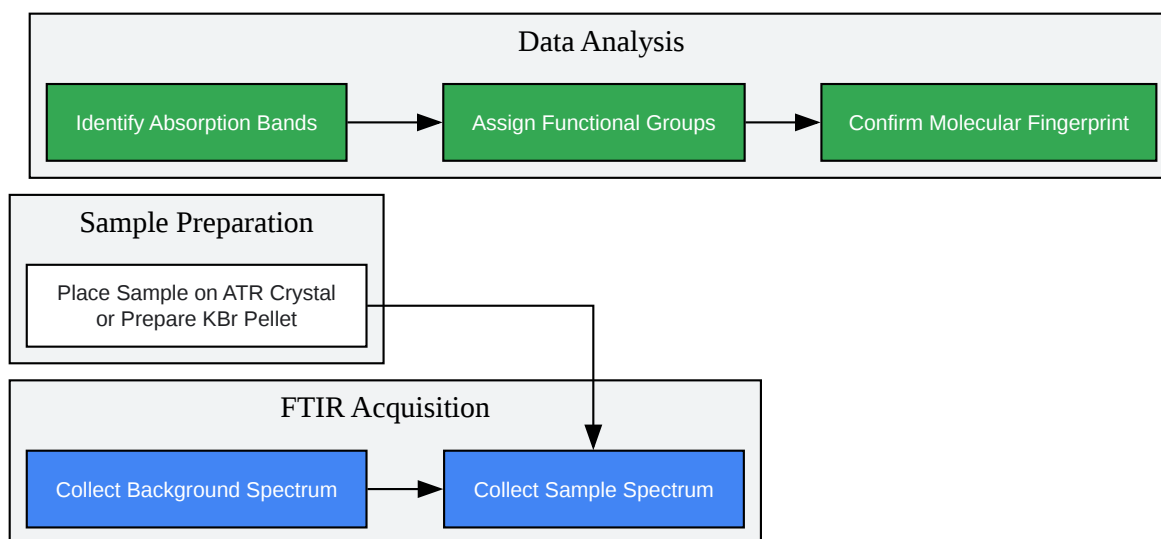 Data Analysis
Identify Absorption Bands
Assign Functional Groups
Confirm Molecular Fingerprint
Sample Preparation
Place Sample on ATR Crystal
or Prepare KBr Pellet
FTIR Acquisition
Collect Background Spectrum
Collect Sample Spectrum